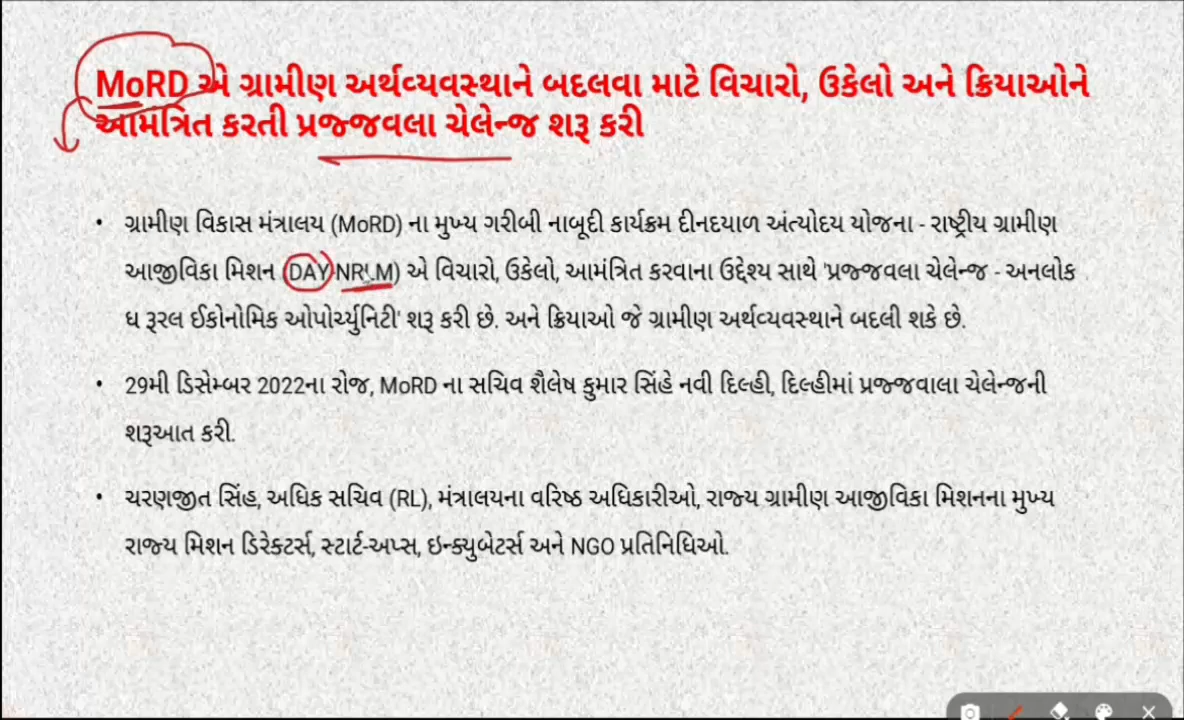 MoRD એ ગ્રામીણ અર્થવ્યવસ્થાને બદલવા માટે વિચારો, ઉકેલો અને ક્રિયાઓને
આમંત્રિત કરતી પ્રજ્જવલા ચેલેન્જ શરૂ કરી
• ગ્રામીણ વિકાસ મંત્રાલય (MoRD) ના મુખ્ય ગરીબી નાબૂદી કાર્યક્રમ દીનદયાળ અંત્યોદય યોજના - રાષ્ટ્રીય ગ્રામીણ
આજીવિકા મિશન (DAY-NRLM) એ વિચારો, ઉકેલો, આમંત્રિત કરવાના ઉદ્દેશ્ય સાથે 'પ્રજ્જવલા ચેલેન્જ - અનલોક
ધ રૂરલ ઈકોનોમિક ઓપોર્ચ્યુનિટી' શરૂ કરી છે. અને ક્રિયાઓ જે ગ્રામીણ અર્થવ્યવસ્થાને બદલી શકે છે.
• 29મી ડિસેમ્બર 2022ના રોજ, MoRD ના સચિવ શૈલેષ કુમાર સિંહે નવી દિલ્હી, દિલ્હીમાં પ્રજ્જવાલા ચેલેન્જની
શરૂઆત કરી.
• ચરણજીત સિંહ, અધિક સચિવ (RL), મંત્રાલયના વરિષ્ઠ અધિકારીઓ, રાજ્ય ગ્રામીણ આજીવિકા મિશનના મુખ્ય
રાજ્ય મિશન ડિરેક્ટર્સ, સ્ટાર્ટ-અપ્સ, ઇન્ક્યુબેટર્સ અને NGO પ્રતિનિધિઓ.